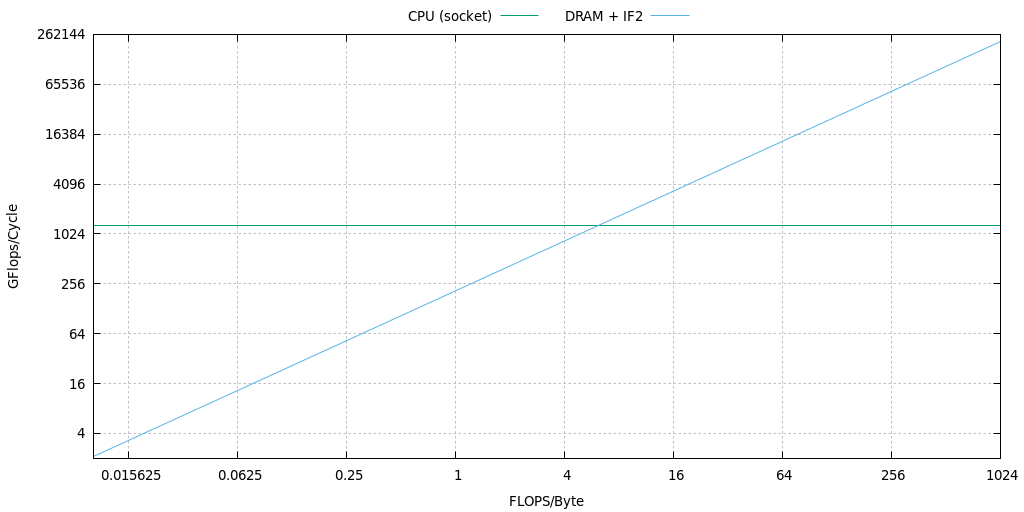 CPU (socket)
DRAM + IF2
262144
65536
16384
4096
1024
256
64
16
4
GFlops/Cycle
0.015625 0.0625 0.25 1 4 16 64 256 1024
FLOPS/Byte